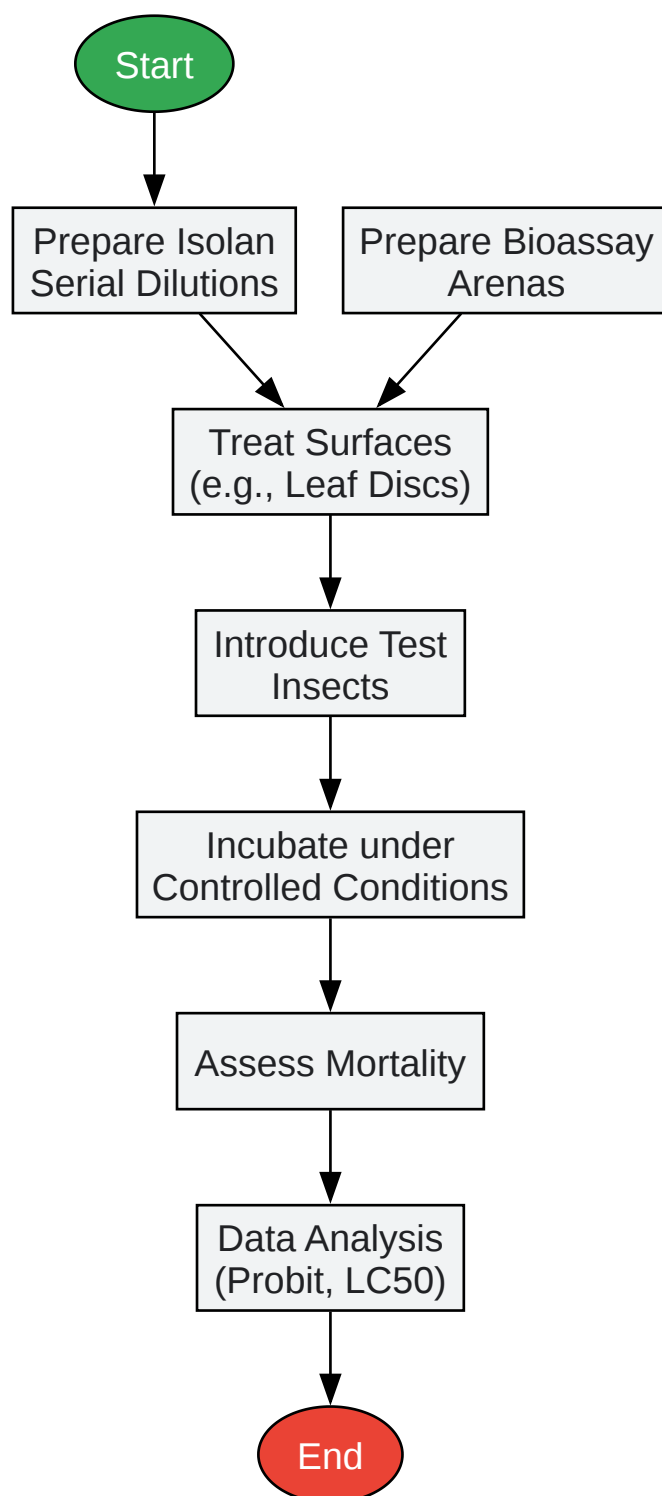 Start
Prepare Isolan
Serial Dilutions
Prepare Bioassay
Arenas
Treat Surfaces
(e.g., Leaf Discs)
Introduce Test
Insects
Incubate under
Controlled Conditions
Assess Mortality
Data Analysis
(Probit, LC50)
End